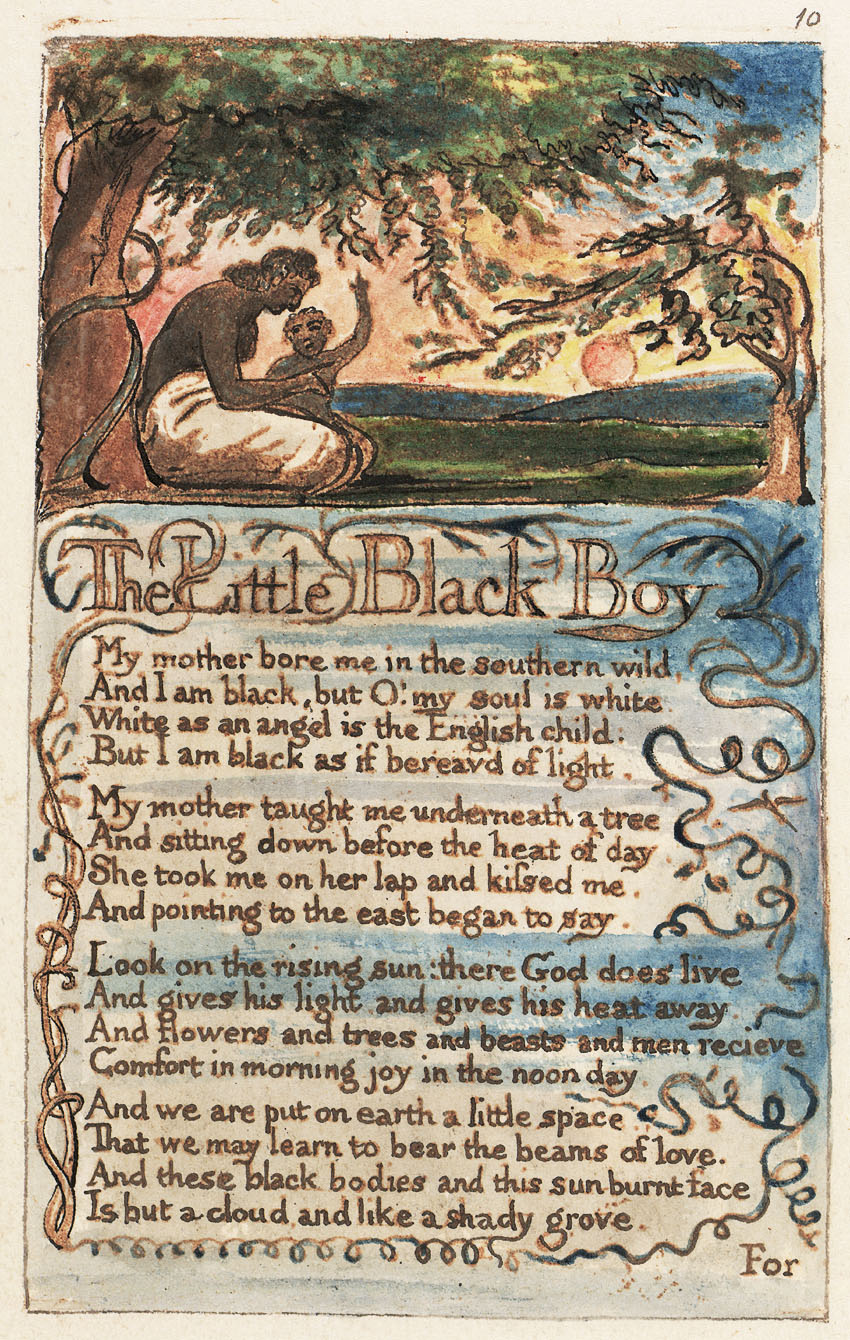 10
The Little Black Boy
My mother bore me in the southern wild,
And I am black, but O! my soul is white
White as an angel is the English child:
But I am black as if bereav'd of light.
My mother taught me underneath a tree
And sitting down before the heat of day
She took me on her lap and kissed me.
And pointing to the east began to say.
Look on the rising sun: there God does live
And gives his light and gives his heat away.
And flowers and trees and beasts and men recieve
Comfort in morning joy in the noon day.
And we are put on earth a little space
That we may learn to bear the beams of love.
And these black bodies and this sun burnt face
Is but a cloud and like a shady grove.
For